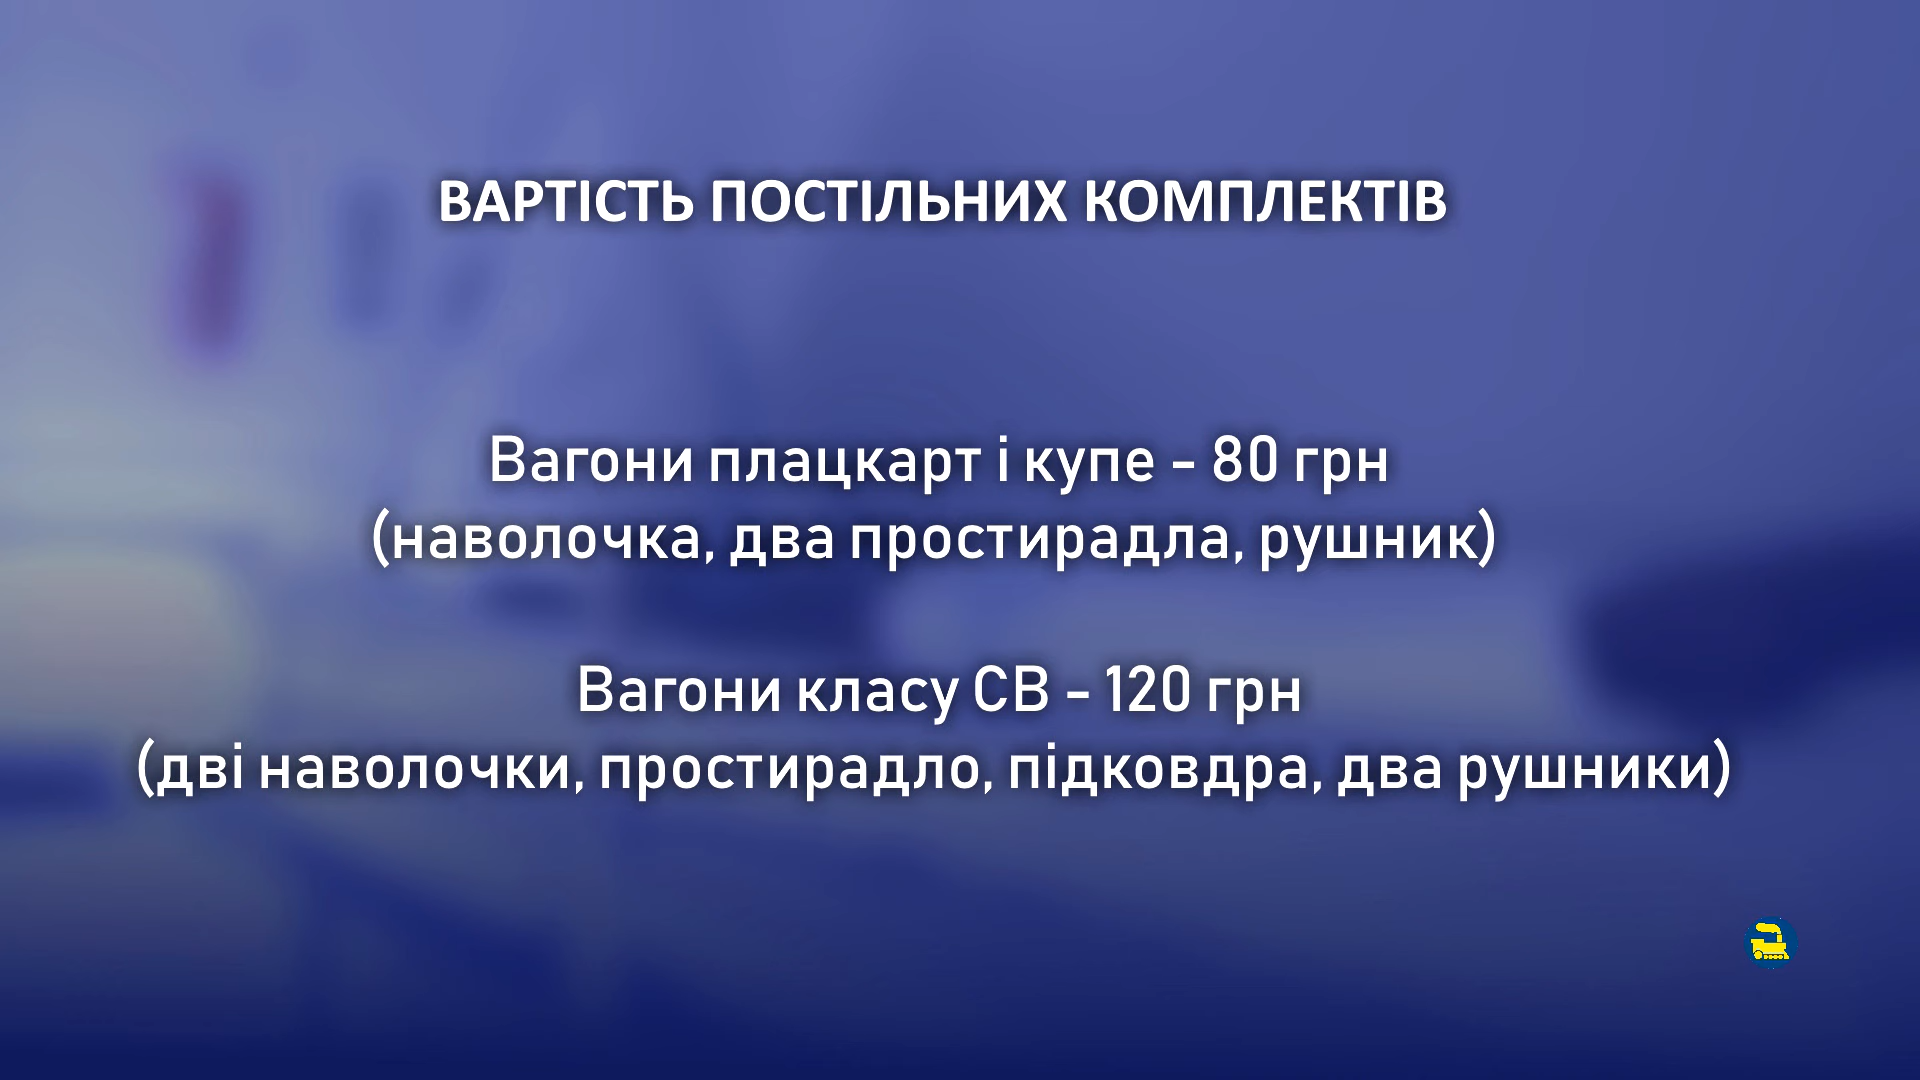 ВАРТІСТЬ ПОСТІЛЬНИХ КОМПЛЕКТІВ
Вагони плацкарт і купе - 80 грн
(наволочка, два простирадла, рушник)
Вагони класу СВ - 120 грн
(дві наволочки, простирадло, підковдра, два рушники)